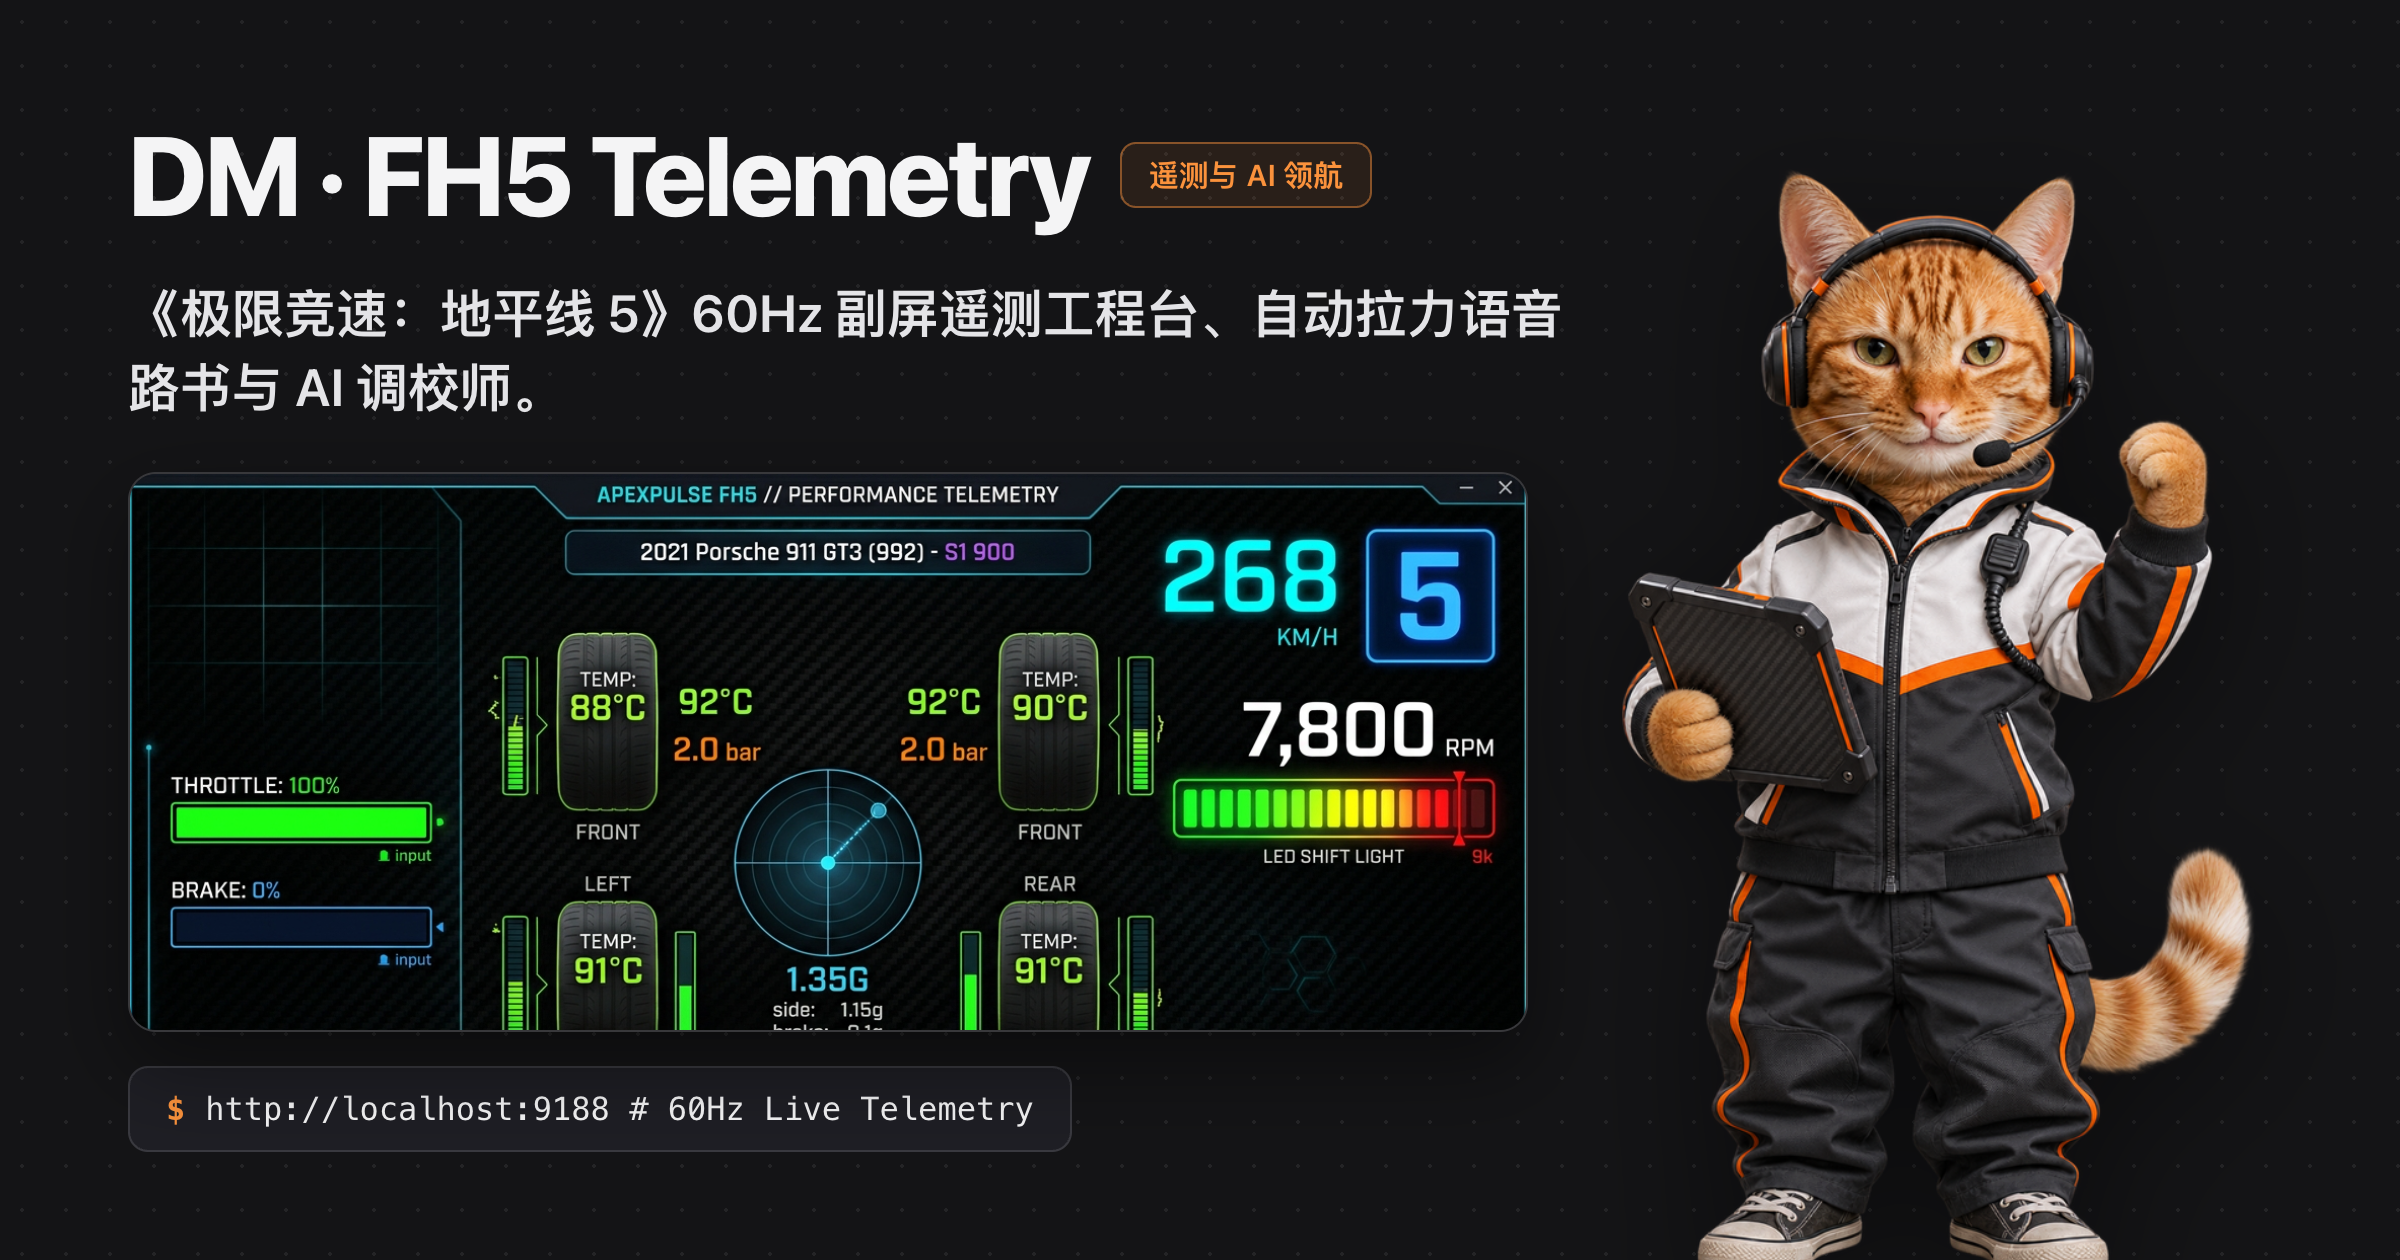 DM · FH5 Telemetry
遥测与 AI 领航
《极限竞速：地平线 5》60Hz 副屏遥测工程台、自动拉力语音
路书与 AI 调校师。
APEXPULSE FH5 // PERFORMANCE TELEMETRY
2021 Porsche 911 GT3 (992) - S1 900
268
KM/H
5
7,800 RPM
LED SHIFT LIGHT
9k
THROTTLE: 100%
input
BRAKE: 0%
input
TEMP:
88°C
92°C
2.0 bar
FRONT
92°C
2.0 bar
TEMP:
90°C
FRONT
LEFT
TEMP:
91°C
REAR
TEMP:
91°C
1.35G
side: 1.15g
$ http://localhost:9188 # 60Hz Live Telemetry